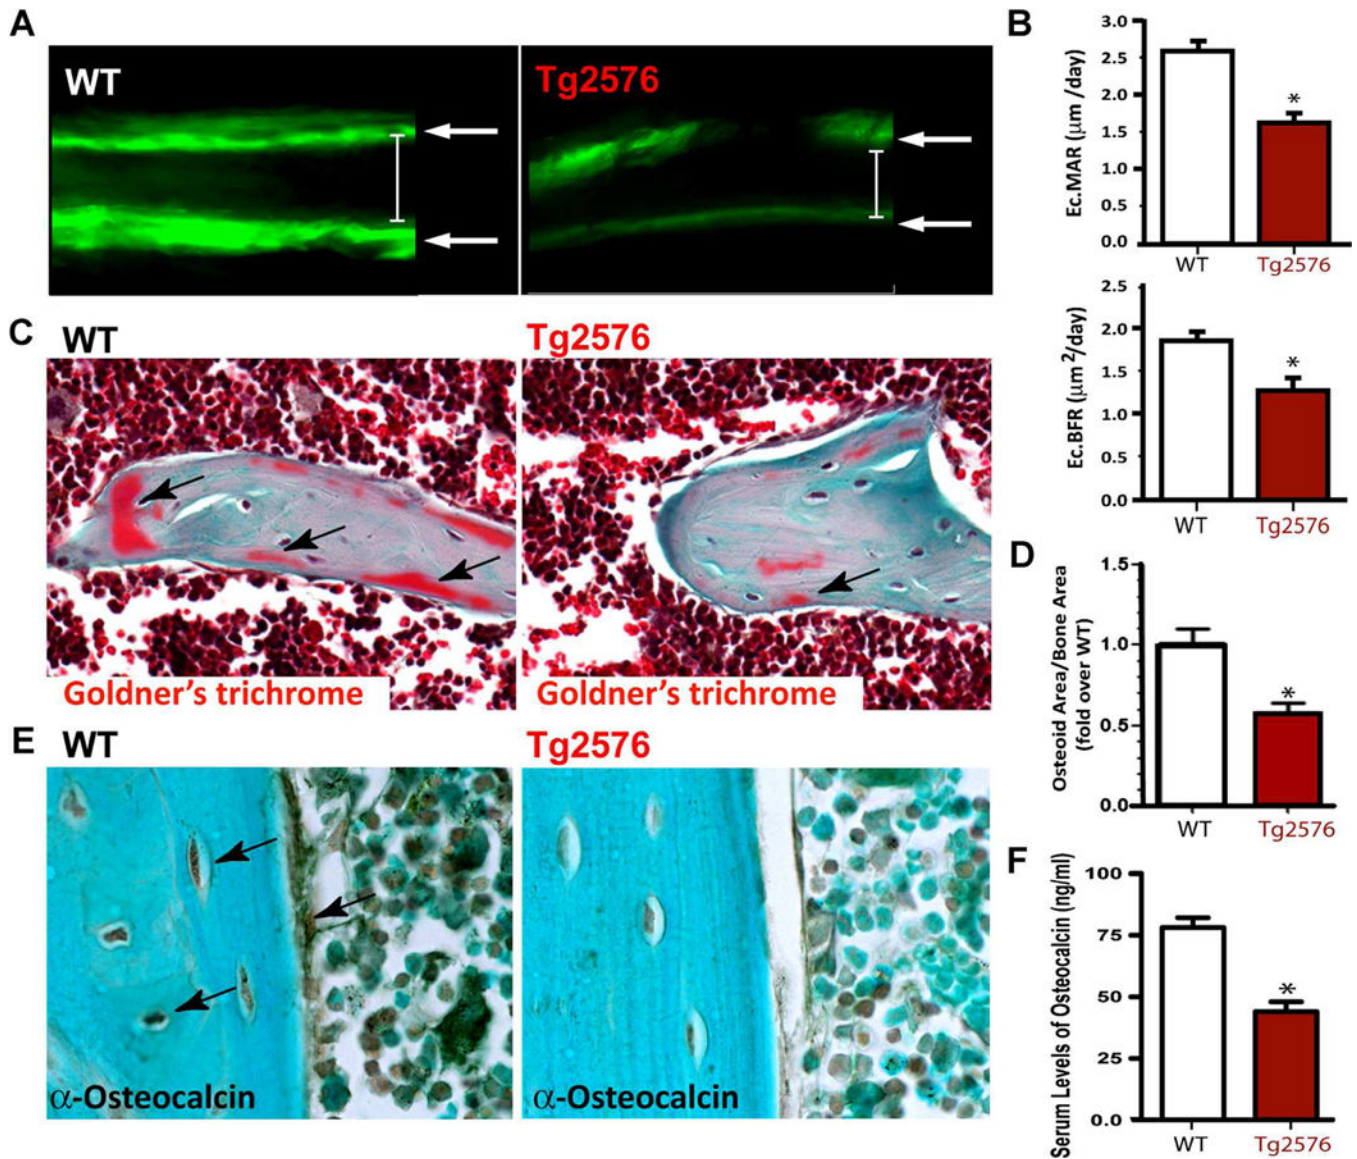 A
WT
Tg2576
B
Ec.MAR (μm /day)
3.0
2.5
2.0
1.5
1.0
0.5
0.0
*
WT
Tg2576
Ec.BFR (μm²/day)
2.5
2.0
1.5
1.0
0.5
0.0
*
WT
Tg2576
C
WT
Tg2576
Goldner's trichrome
Goldner's trichrome
D
Osteoid Area/Bone Area
(fold over WT)
1.5
1.0
0.5
0.0
*
WT
Tg2576
E
WT
Tg2576
α-Osteocalcin
α-Osteocalcin
F
Serum Levels of Osteocalcin (ng/ml)
100
75
50
25
0.0
*
WT
Tg2576